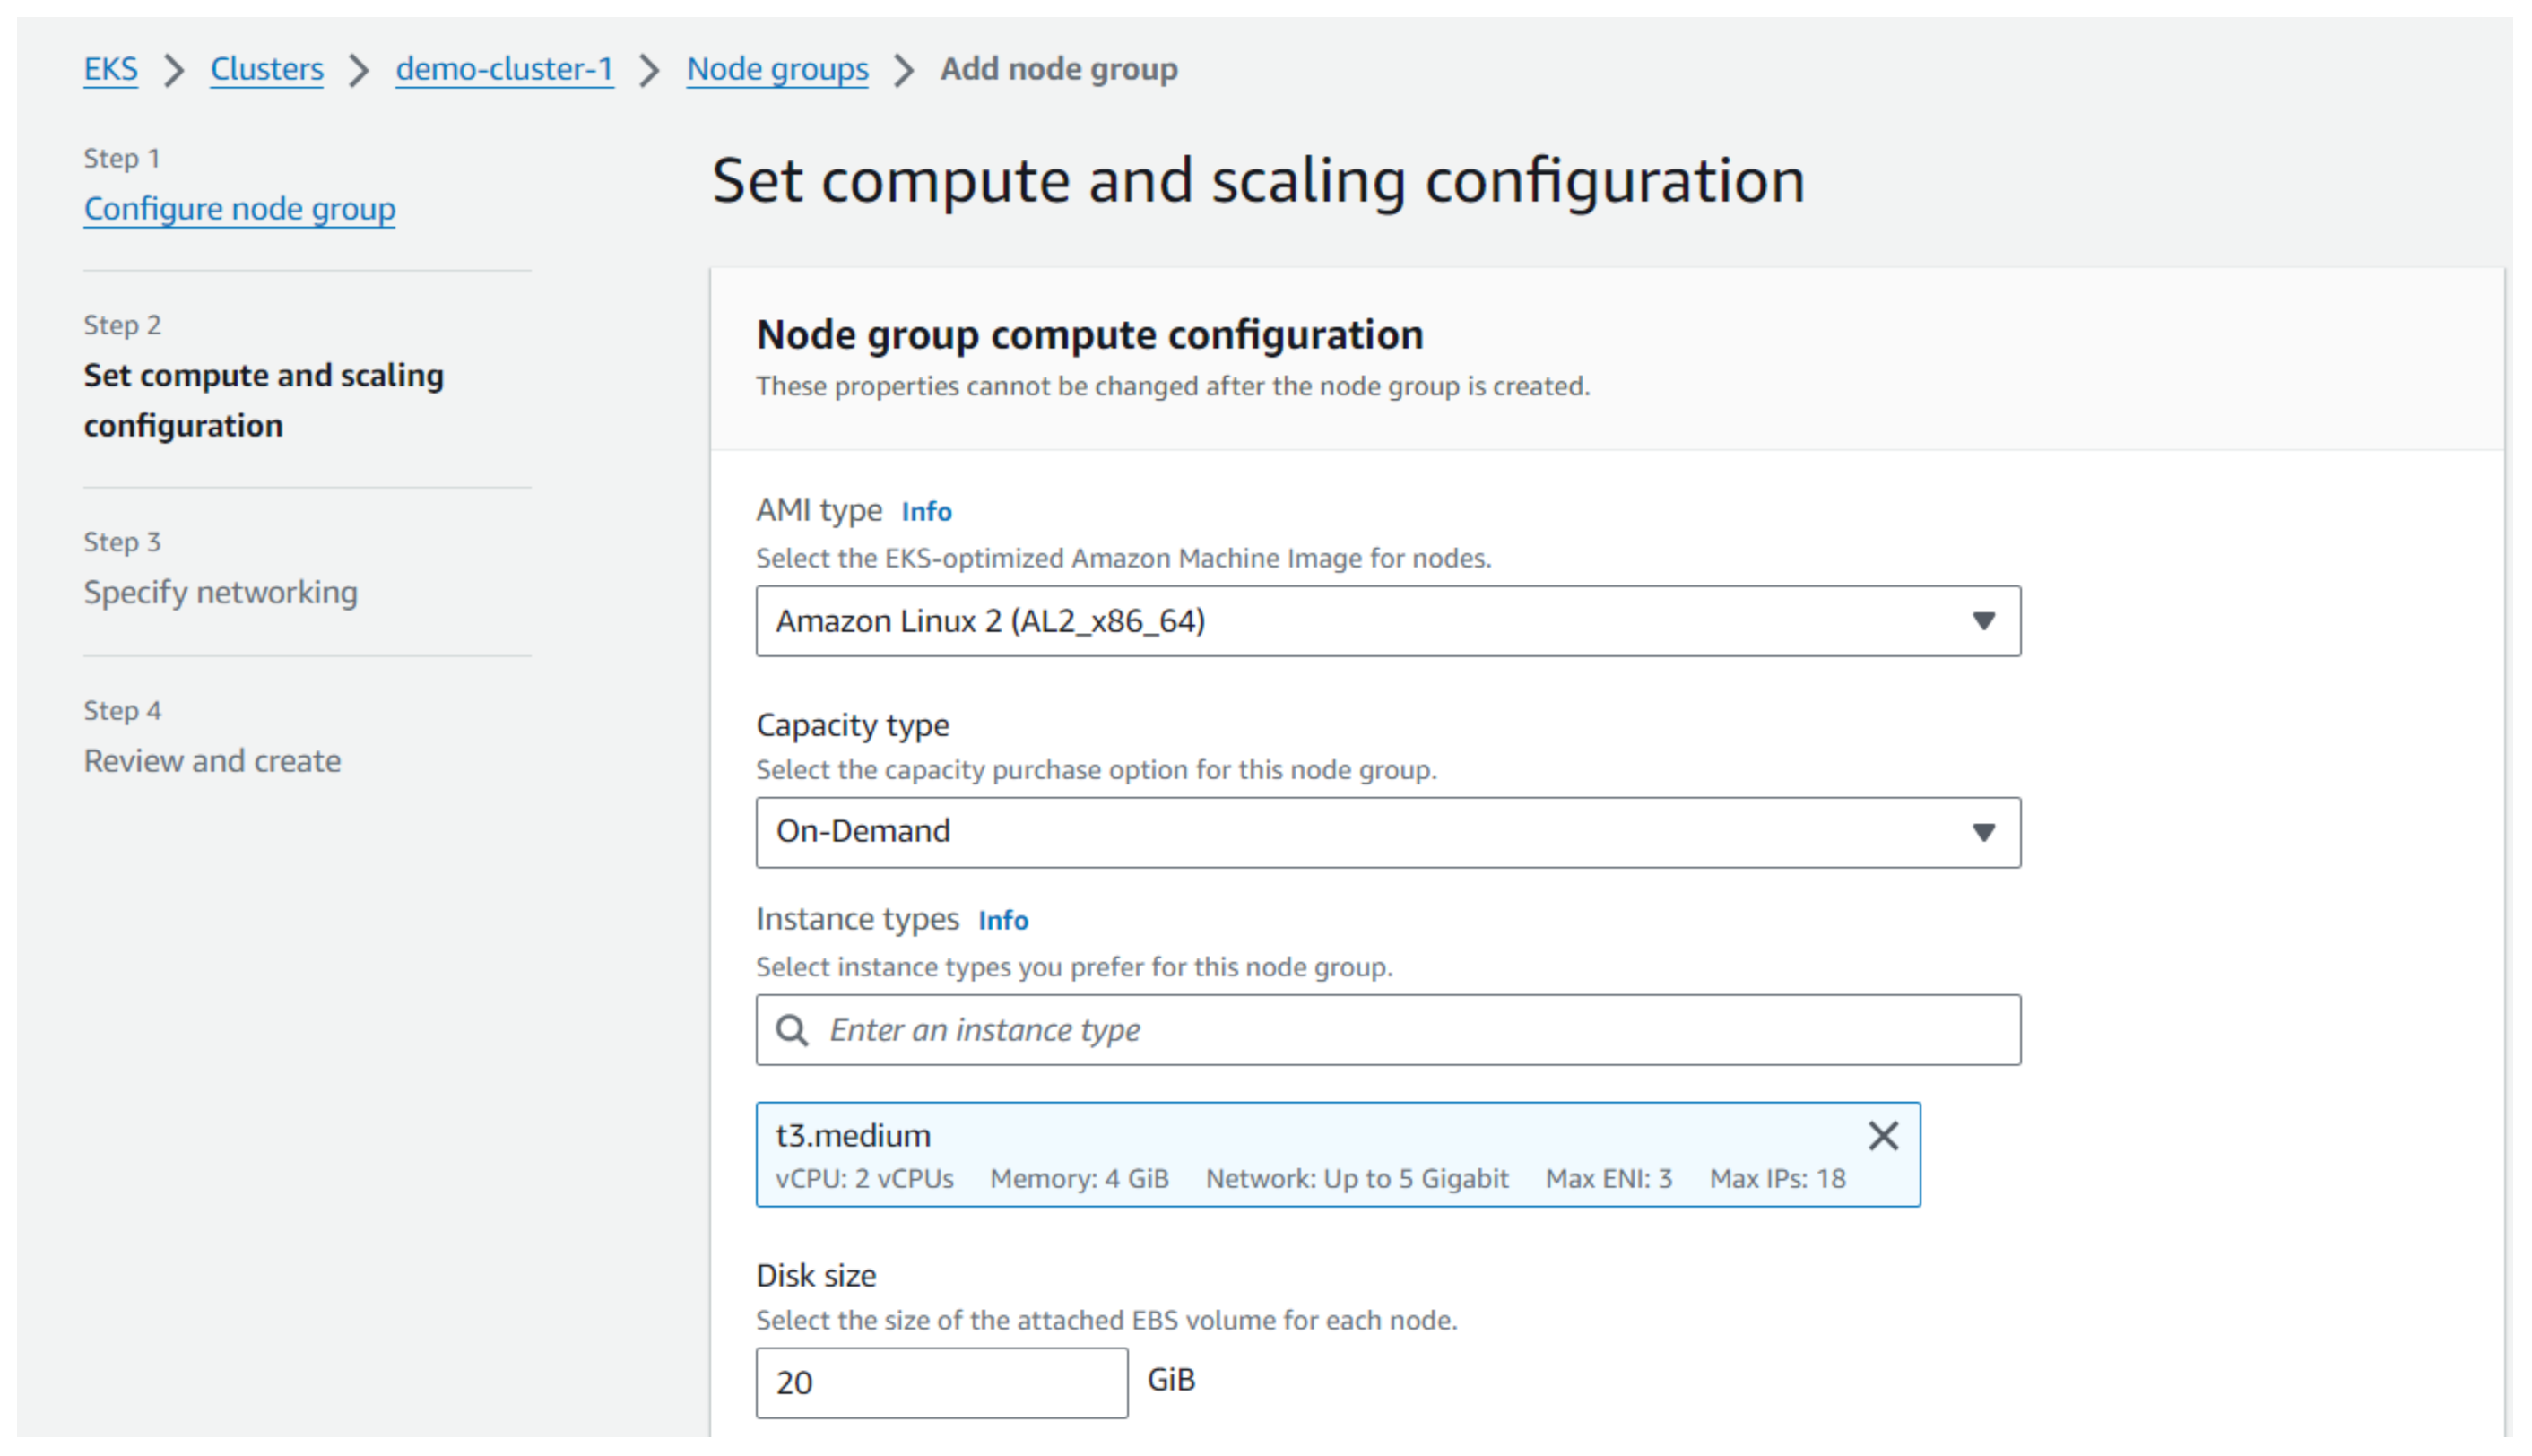 EKS > Clusters > demo-cluster-1 > Node groups > Add node group
Step 1
Configure node group
Step 2
Set compute and scaling
configuration
Step 3
Specify networking
Step 4
Review and create
Set compute and scaling configuration
Node group compute configuration
These properties cannot be changed after the node group is created.
AMI type Info
Select the EKS-optimized Amazon Machine Image for nodes.
Amazon Linux 2 (AL2_x86_64)
Capacity type
Select the capacity purchase option for this node group.
On-Demand
Instance types Info
Select instance types you prefer for this node group.
Enter an instance type
t3.medium
vCPU: 2 vCPUs Memory: 4 GiB Network: Up to 5 Gigabit Max ENI: 3 Max IPs: 18
Disk size
Select the size of the attached EBS volume for each node.
20 GiB